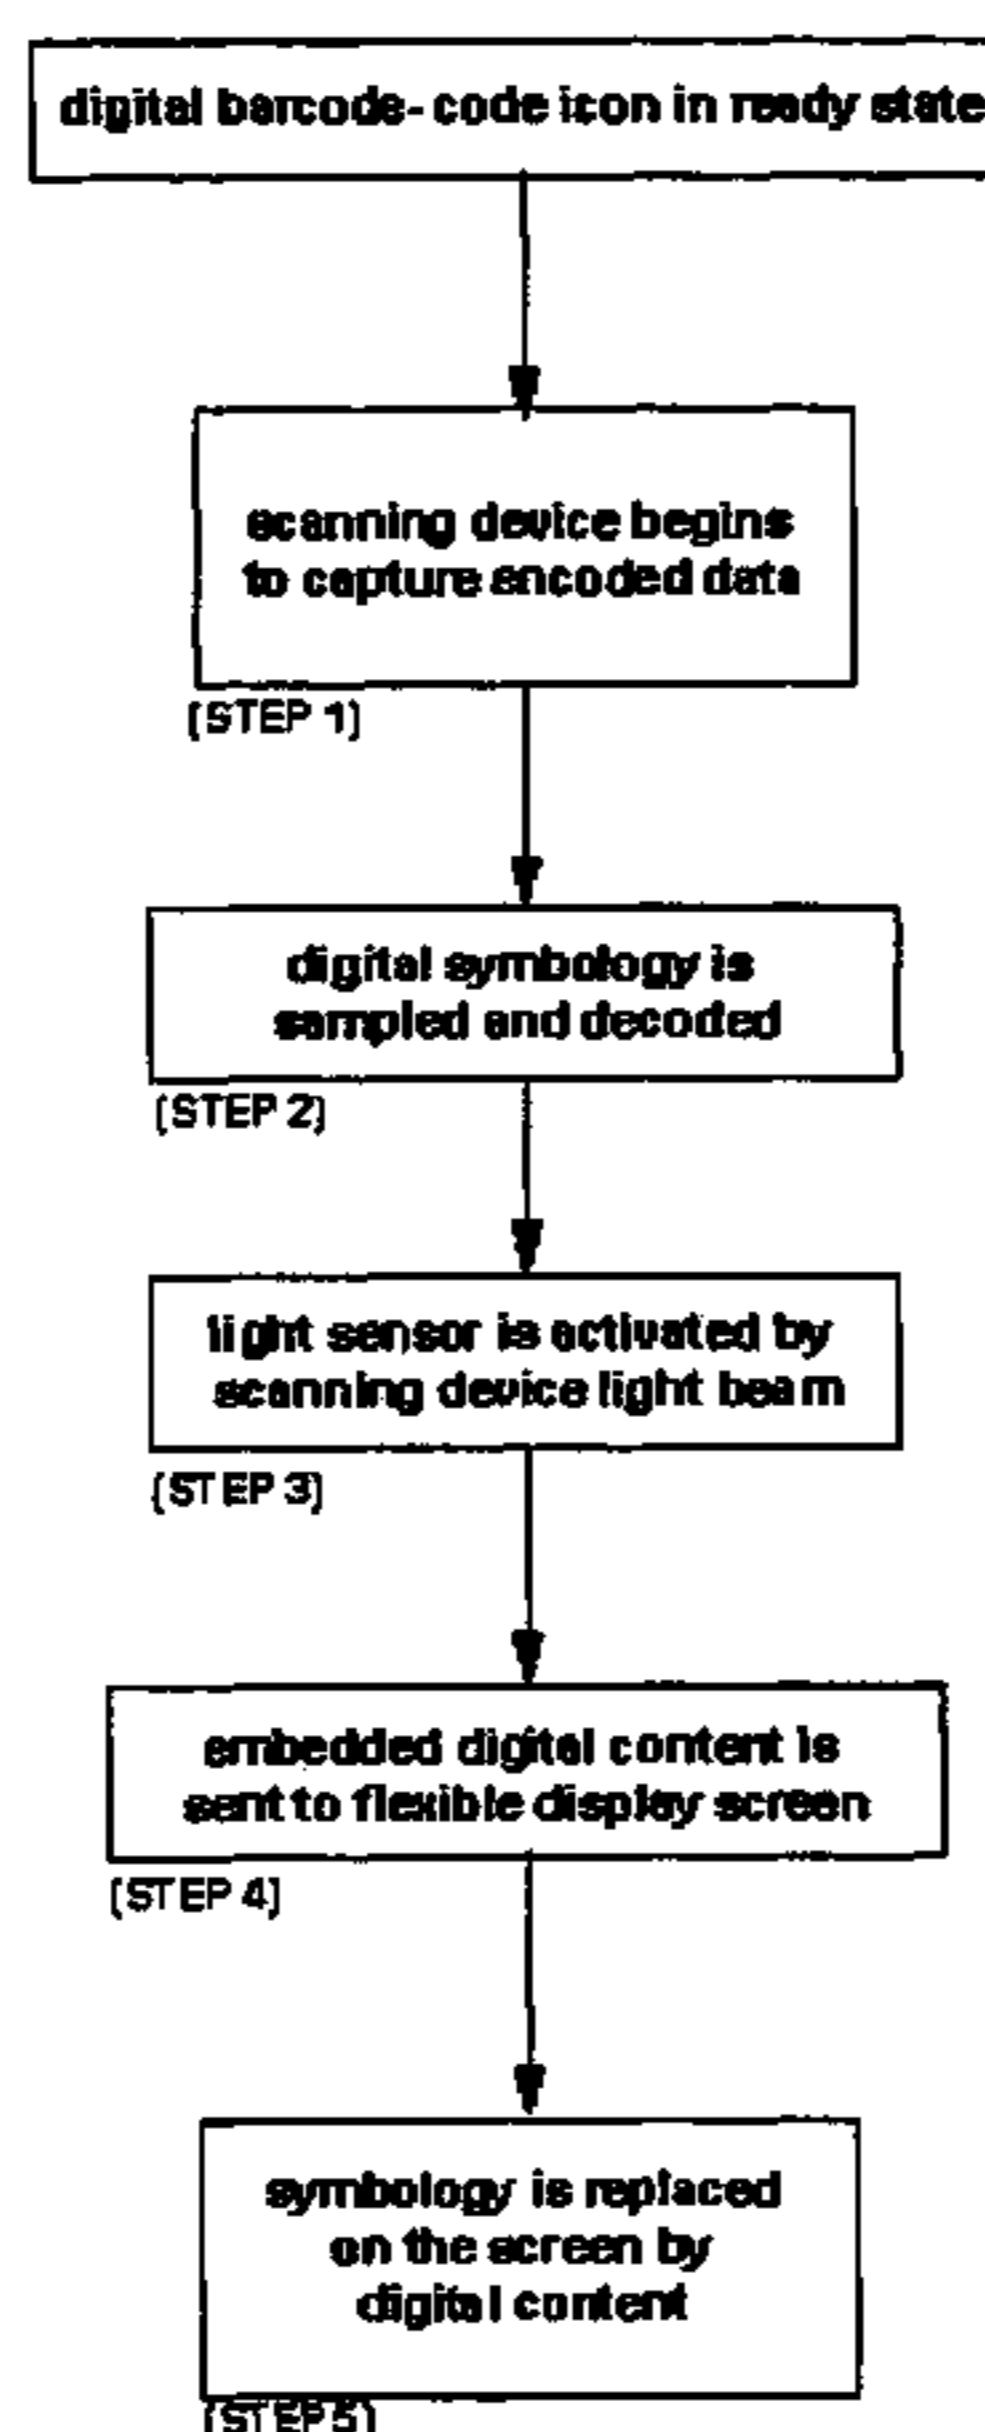 digital barcode- code icon in ready state
scanning device begins
to capture encoded data
[STEP 1]
digital symbology is
sampled and decoded
[STEP 2]
light sensor is activated by
scanning device light beam
[STEP 3]
embedded digital content is
sent to flexible display screen
[STEP 4]
symbology is replaced
on the screen by
digital content
[STEP 5]